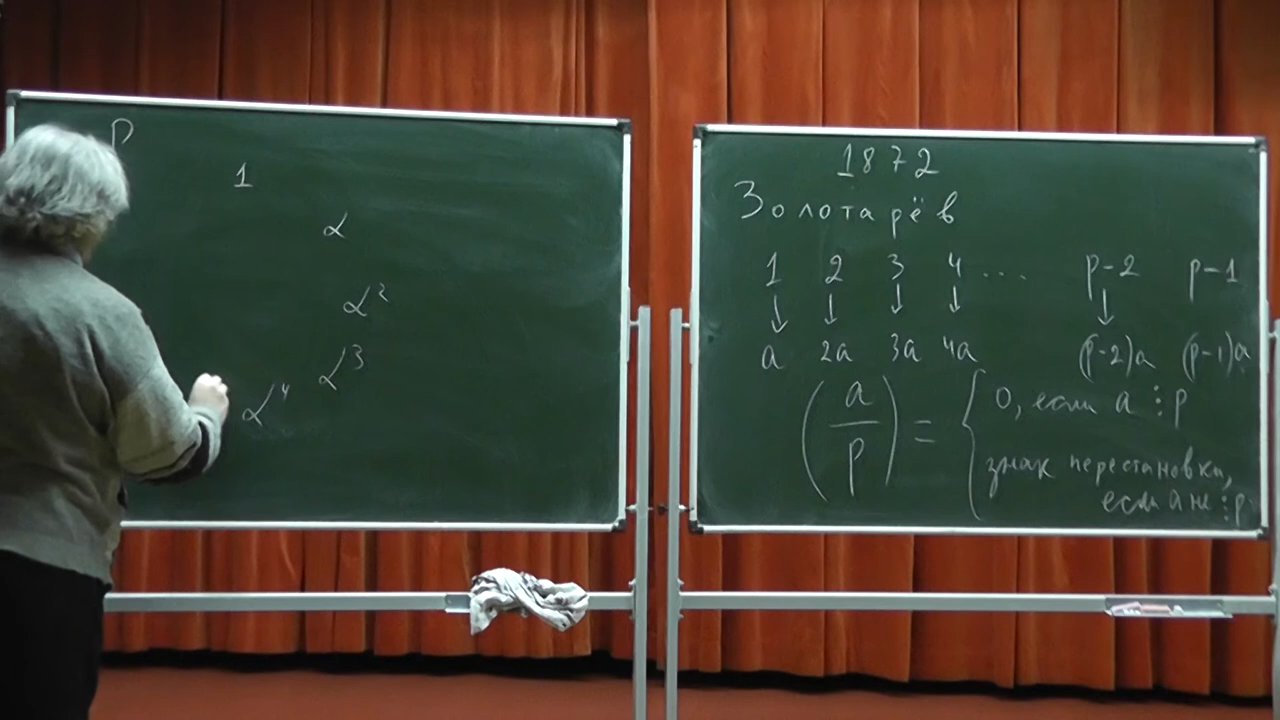 р
1
α
α²
α³
α⁴
1872
Золотарёв
1 2 3 4 .... р-2 р-1
↓ ↓ ↓ ↓ ↓
a 2a 3a 4a (р-2)a (р-1)a
(a/р) = { 0, если a ⋮ р
знак перестановки,
если a не ⋮ р